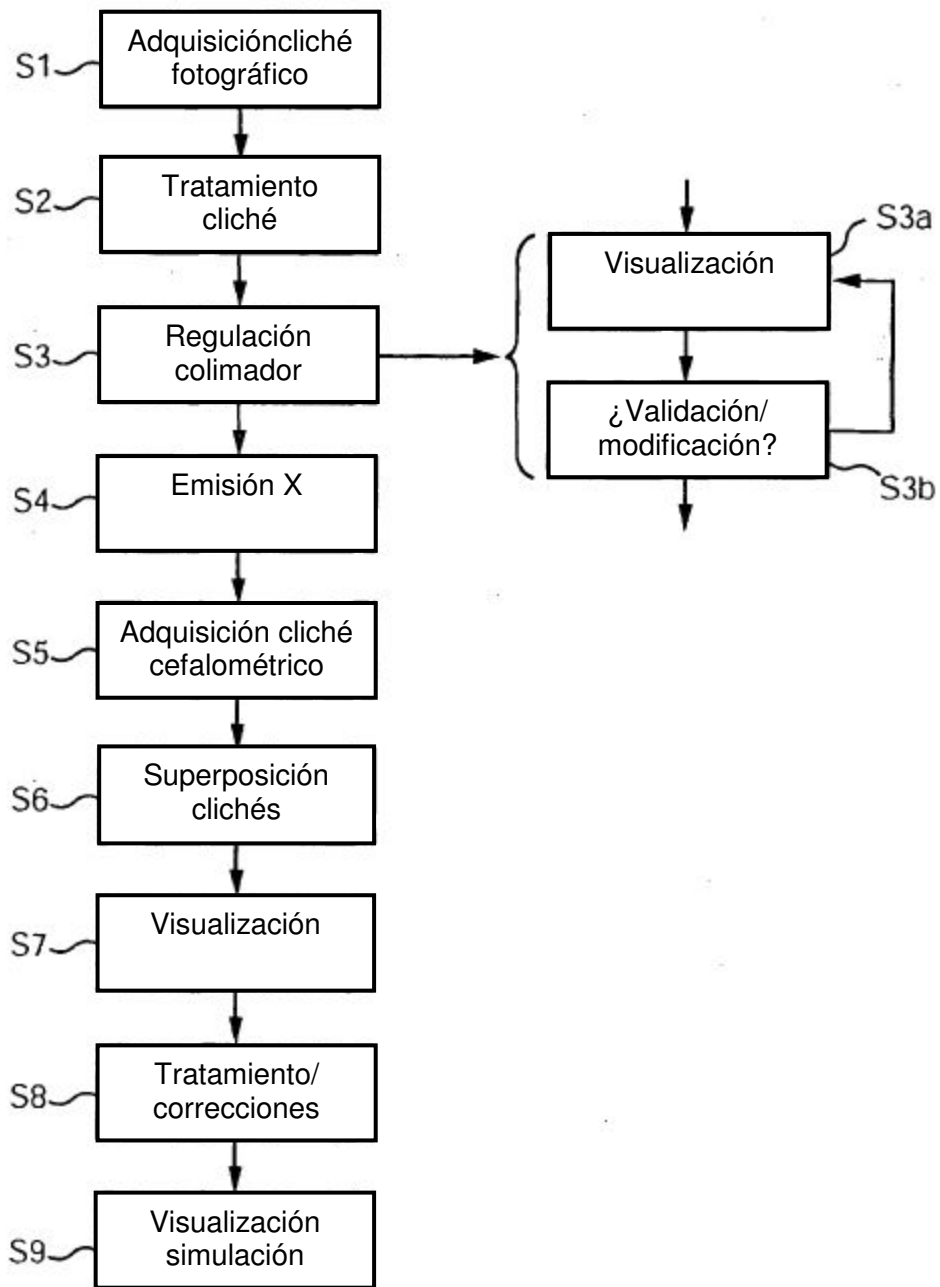 S1
Adquisicióncliché
fotográfico
S2
Tratamiento
cliché
S3
Regulación
colimador
S3a
Visualización
¿Validación/
modificación?
S3b
S4
Emisión X
S5
Adquisición cliché
cefalométrico
S6
Superposición
clichés
S7
Visualización
S8
Tratamiento/
correcciones
S9
Visualización
simulación